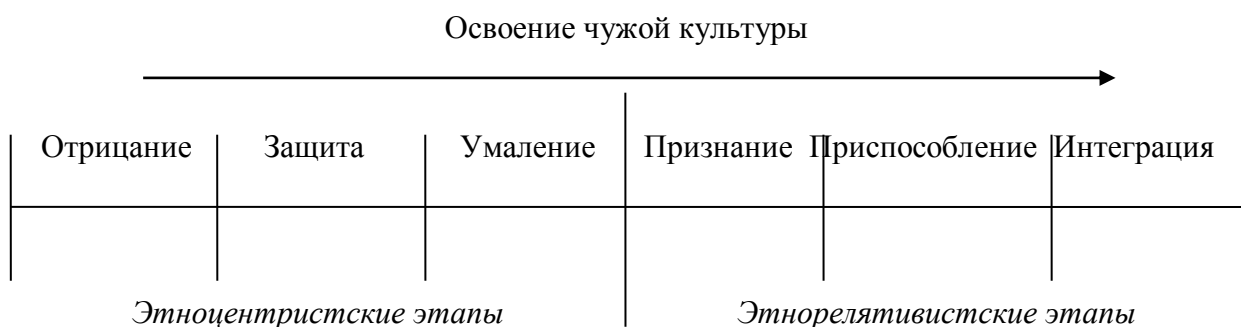 Освоение чужой культуры
Отрицание Защита Умаление Признание Приспособление Интеграция
Этноцентристские этапы Этнорелятивистские этапы